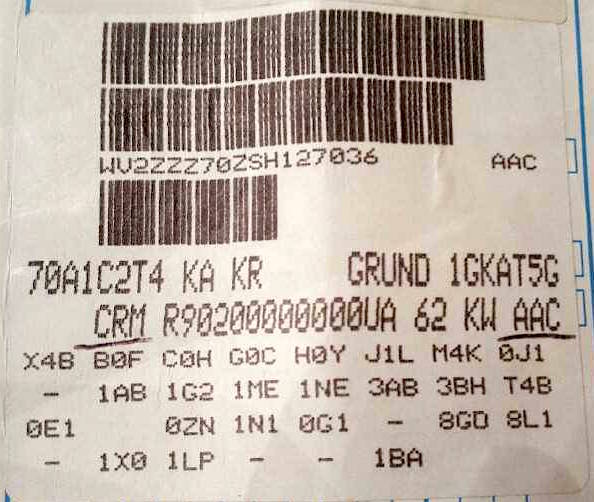 WV2ZZZ70ZSH127036 AAC
70A1C2T4 KA KR GRUND 1GKAT5G
CRM R90200000000UA 62 KW AAC
X4B B0F C0H G0C H0Y J1L M4K 0J1
- 1AB 1G2 1ME 1NE 3AB 3BH T4B
0E1 0ZN 1N1 0G1 - 8GD 8L1
- 1X0 1LP - - 1BA